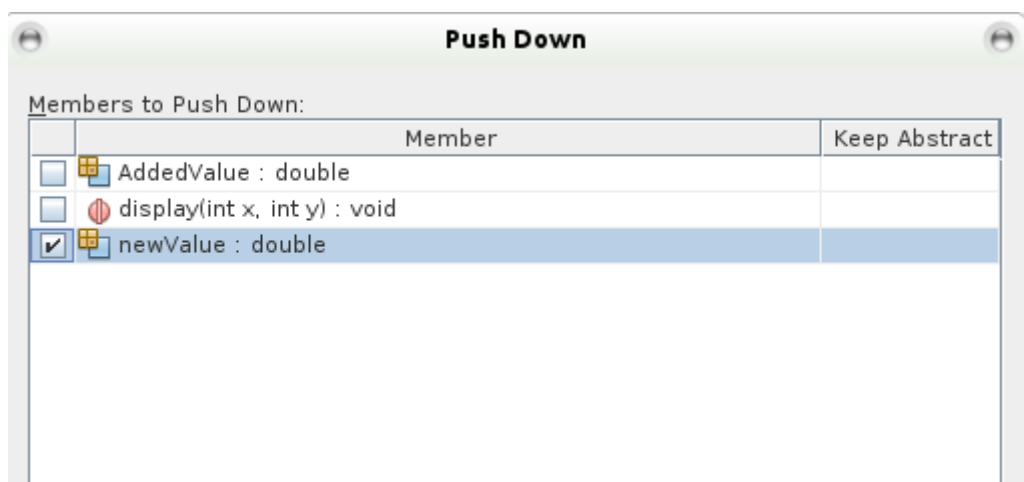 Push Down
Members to Push Down:
Member Keep Abstract
AddedValue : double
display(int x, int y) : void
newValue : double